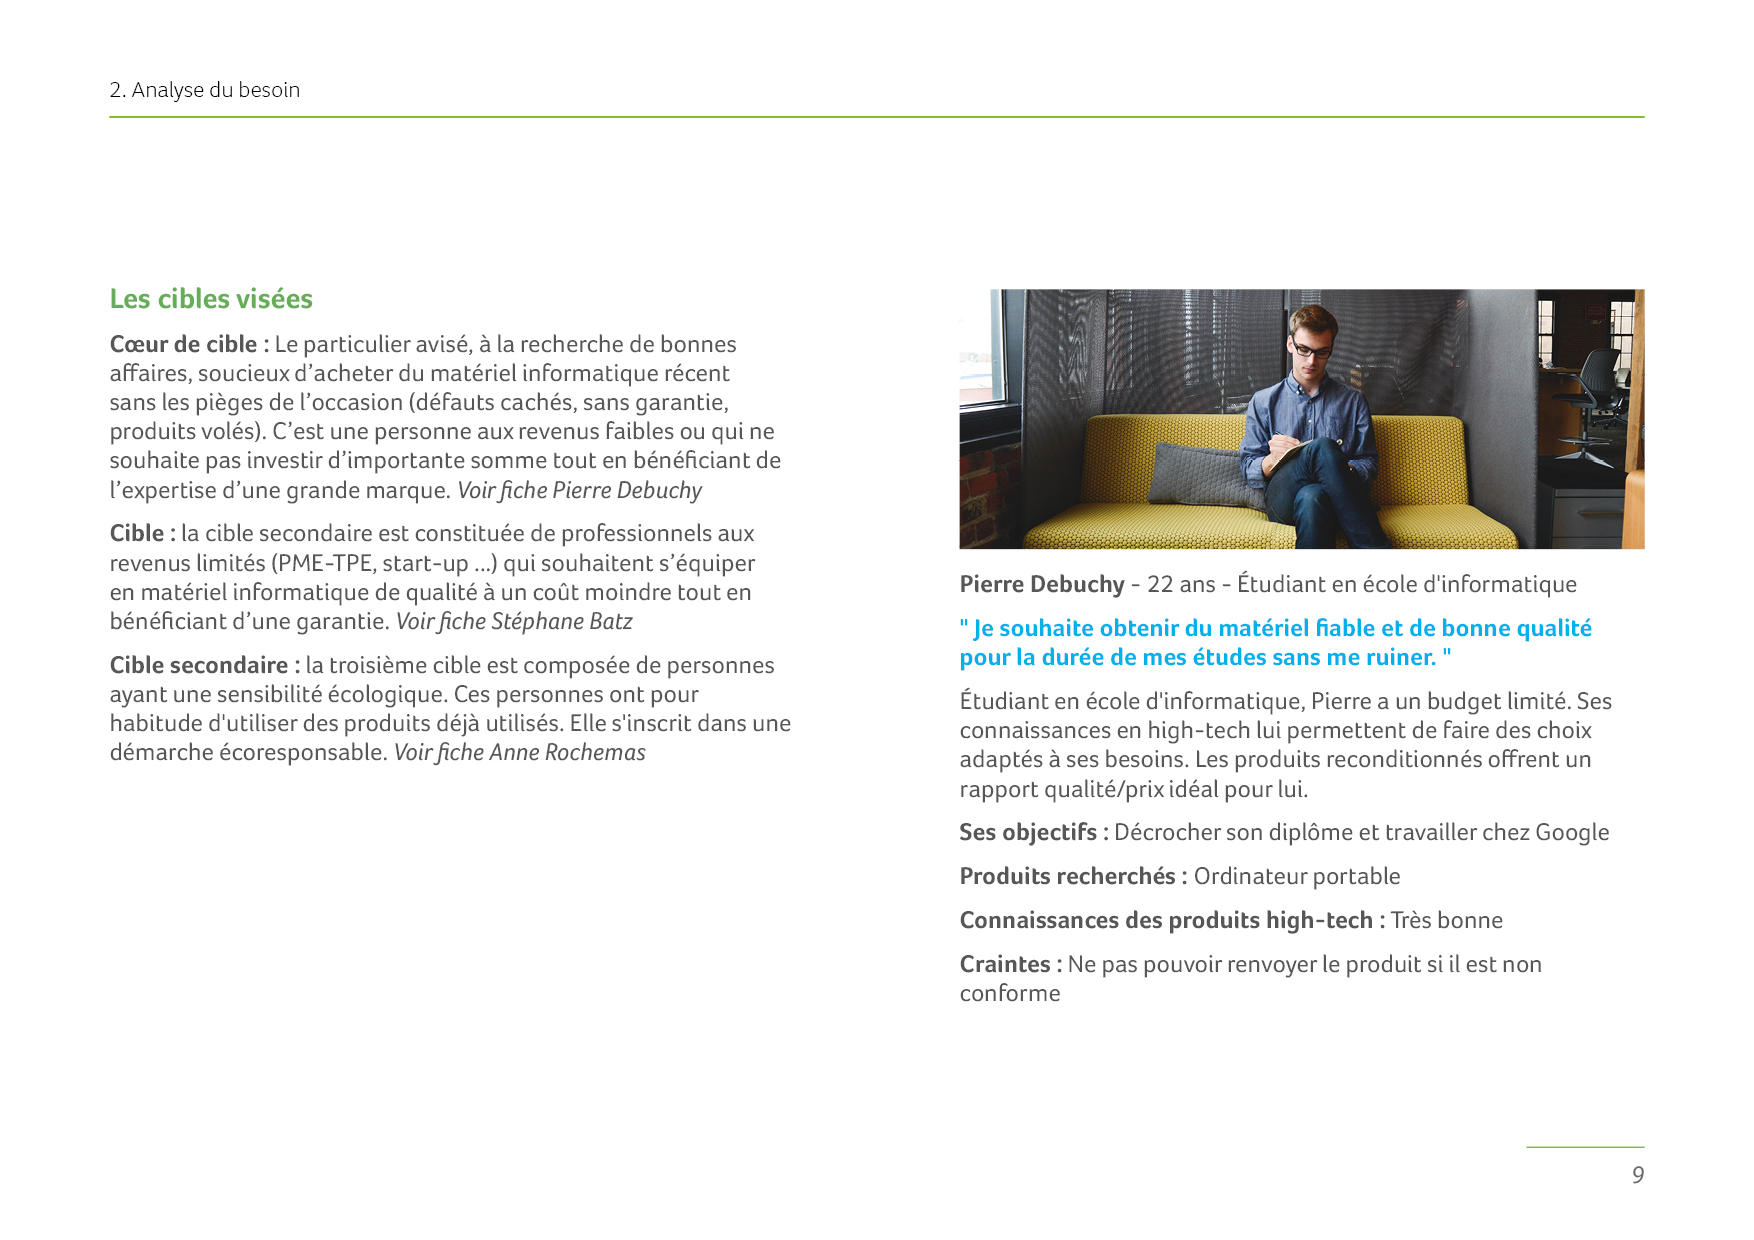 2. Analyse du besoin
Les cibles visées
Cœur de cible : Le particulier avisé, à la recherche de bonnes
affaires, soucieux d’acheter du matériel informatique récent
sans les pièges de l’occasion (défauts cachés, sans garantie,
produits volés). C’est une personne aux revenus faibles ou qui ne
souhaite pas investir d’importante somme tout en bénéficiant de
l’expertise d’une grande marque. Voir fiche Pierre Debuchy
Cible : la cible secondaire est constituée de professionnels aux
revenus limités (PME-TPE, start-up ...) qui souhaitent s’équiper
en matériel informatique de qualité à un coût moindre tout en
bénéficiant d’une garantie. Voir fiche Stéphane Batz
Cible secondaire : la troisième cible est composée de personnes
ayant une sensibilité écologique. Ces personnes ont pour
habitude d'utiliser des produits déjà utilisés. Elle s'inscrit dans une
démarche écoresponsable. Voir fiche Anne Rochemas
Pierre Debuchy - 22 ans - Étudiant en école d'informatique
" Je souhaite obtenir du matériel fiable et de bonne qualité
pour la durée de mes études sans me ruiner. "
Étudiant en école d'informatique, Pierre a un budget limité. Ses
connaissances en high-tech lui permettent de faire des choix
adaptés à ses besoins. Les produits reconditionnés offrent un
rapport qualité/prix idéal pour lui.
Ses objectifs : Décrocher son diplôme et travailler chez Google
Produits recherchés : Ordinateur portable
Connaissances des produits high-tech : Très bonne
Craintes : Ne pas pouvoir renvoyer le produit si il est non
conforme
9